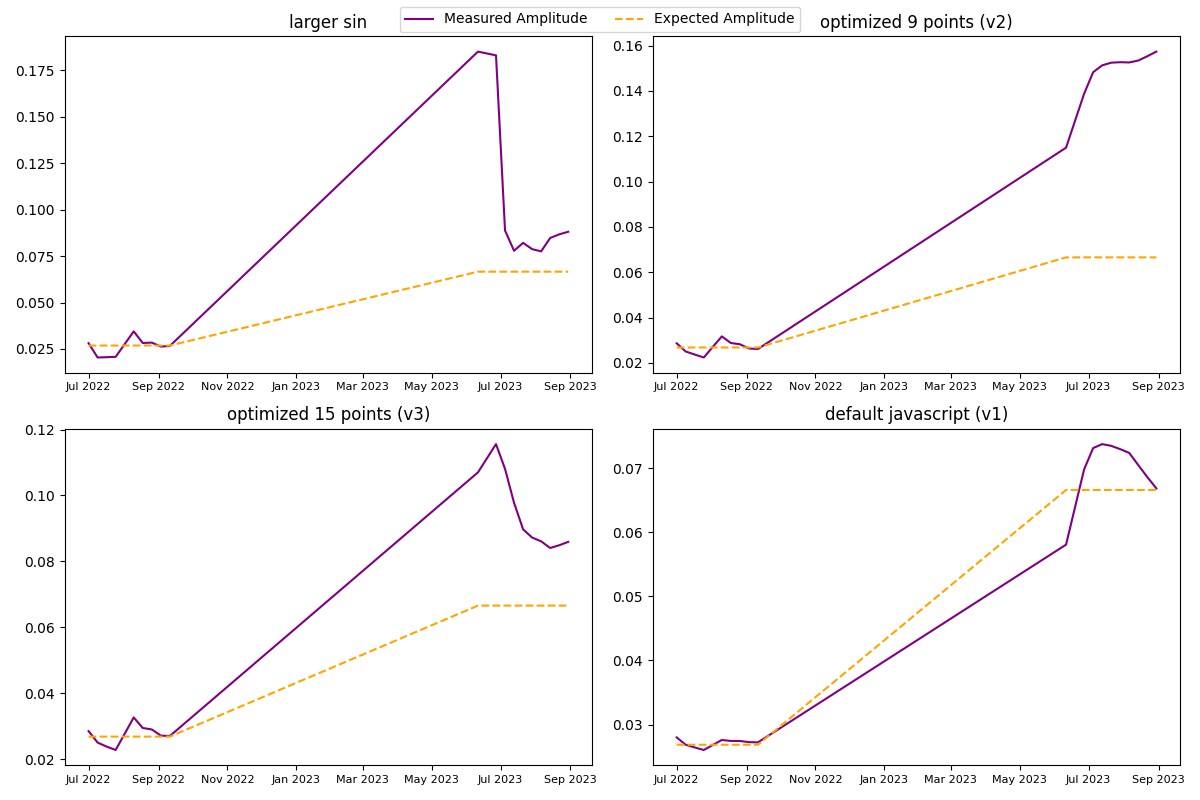 larger sin
Measured Amplitude
Expected Amplitude
optimized 9 points (v2)
0.175
0.150
0.125
0.100
0.075
0.050
0.025
Jul 2022 Sep 2022 Nov 2022 Jan 2023 Mar 2023 May 2023 Jul 2023 Sep 2023
0.16
0.14
0.12
0.10
0.08
0.06
0.04
0.02
Jul 2022 Sep 2022 Nov 2022 Jan 2023 Mar 2023 May 2023 Jul 2023 Sep 2023
optimized 15 points (v3)
0.12
0.10
0.08
0.06
0.04
0.02
Jul 2022 Sep 2022 Nov 2022 Jan 2023 Mar 2023 May 2023 Jul 2023 Sep 2023
default javascript (v1)
0.07
0.06
0.05
0.04
0.03
Jul 2022 Sep 2022 Nov 2022 Jan 2023 Mar 2023 May 2023 Jul 2023 Sep 2023